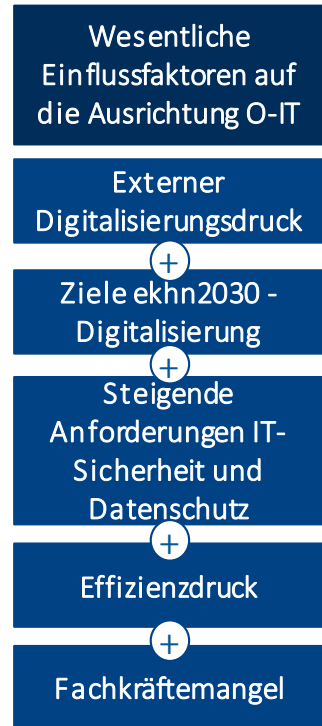 Wesentliche
Einflussfaktoren auf
die Ausrichtung O-IT
Externer
Digitalisierungsdruck
+
Ziele ekhn2030 -
Digitalisierung
+
Steigende
Anforderungen IT-
Sicherheit und
Datenschutz
+
Effizienzdruck
+
Fachkräftemangel